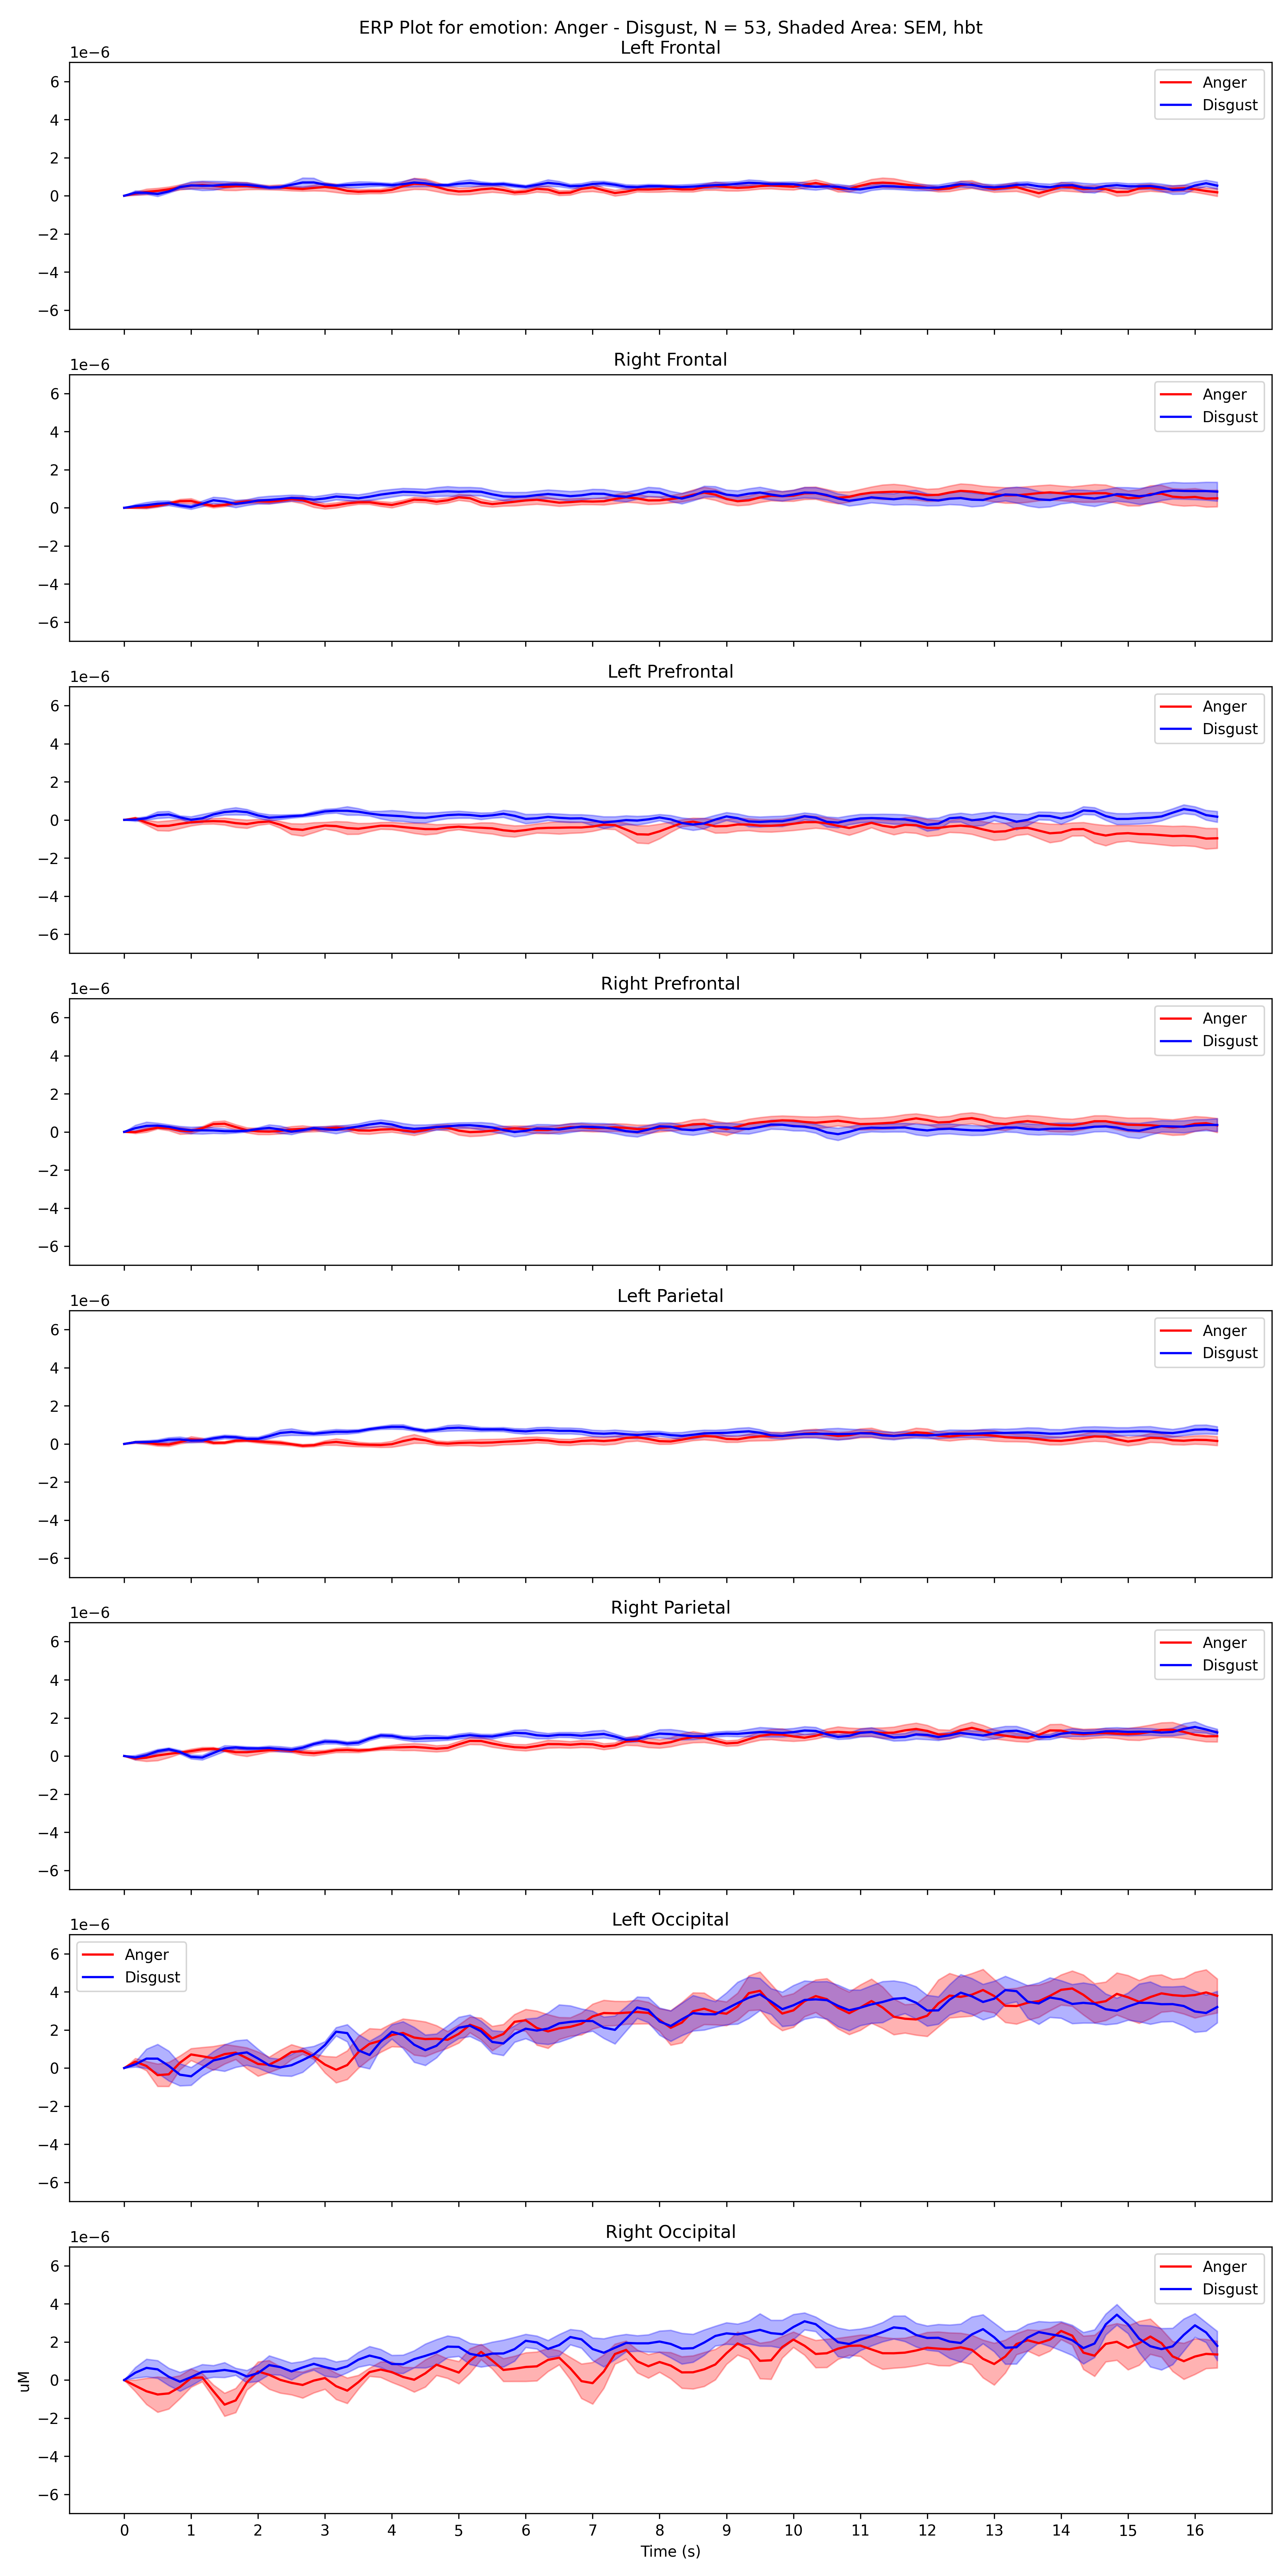 ERP Plot for emotion: Anger - Disgust, N = 53, Shaded Area: SEM, hbt
Left Frontal
1e−6
6
4
2
0
−2
−4
−6
Anger
Disgust
Right Frontal
1e−6
6
4
2
0
−2
−4
−6
Anger
Disgust
Left Prefrontal
1e−6
6
4
2
0
−2
−4
−6
Anger
Disgust
Right Prefrontal
1e−6
6
4
2
0
−2
−4
−6
Anger
Disgust
Left Parietal
1e−6
6
4
2
0
−2
−4
−6
Anger
Disgust
Right Parietal
1e−6
6
4
2
0
−2
−4
−6
Anger
Disgust
Left Occipital
1e−6
6
4
2
0
−2
−4
−6
Anger
Disgust
Right Occipital
1e−6
6
4
2
0
−2
−4
−6
Anger
Disgust
uM
0 1 2 3 4 5 6 7 8 9 10 11 12 13 14 15 16
Time (s)